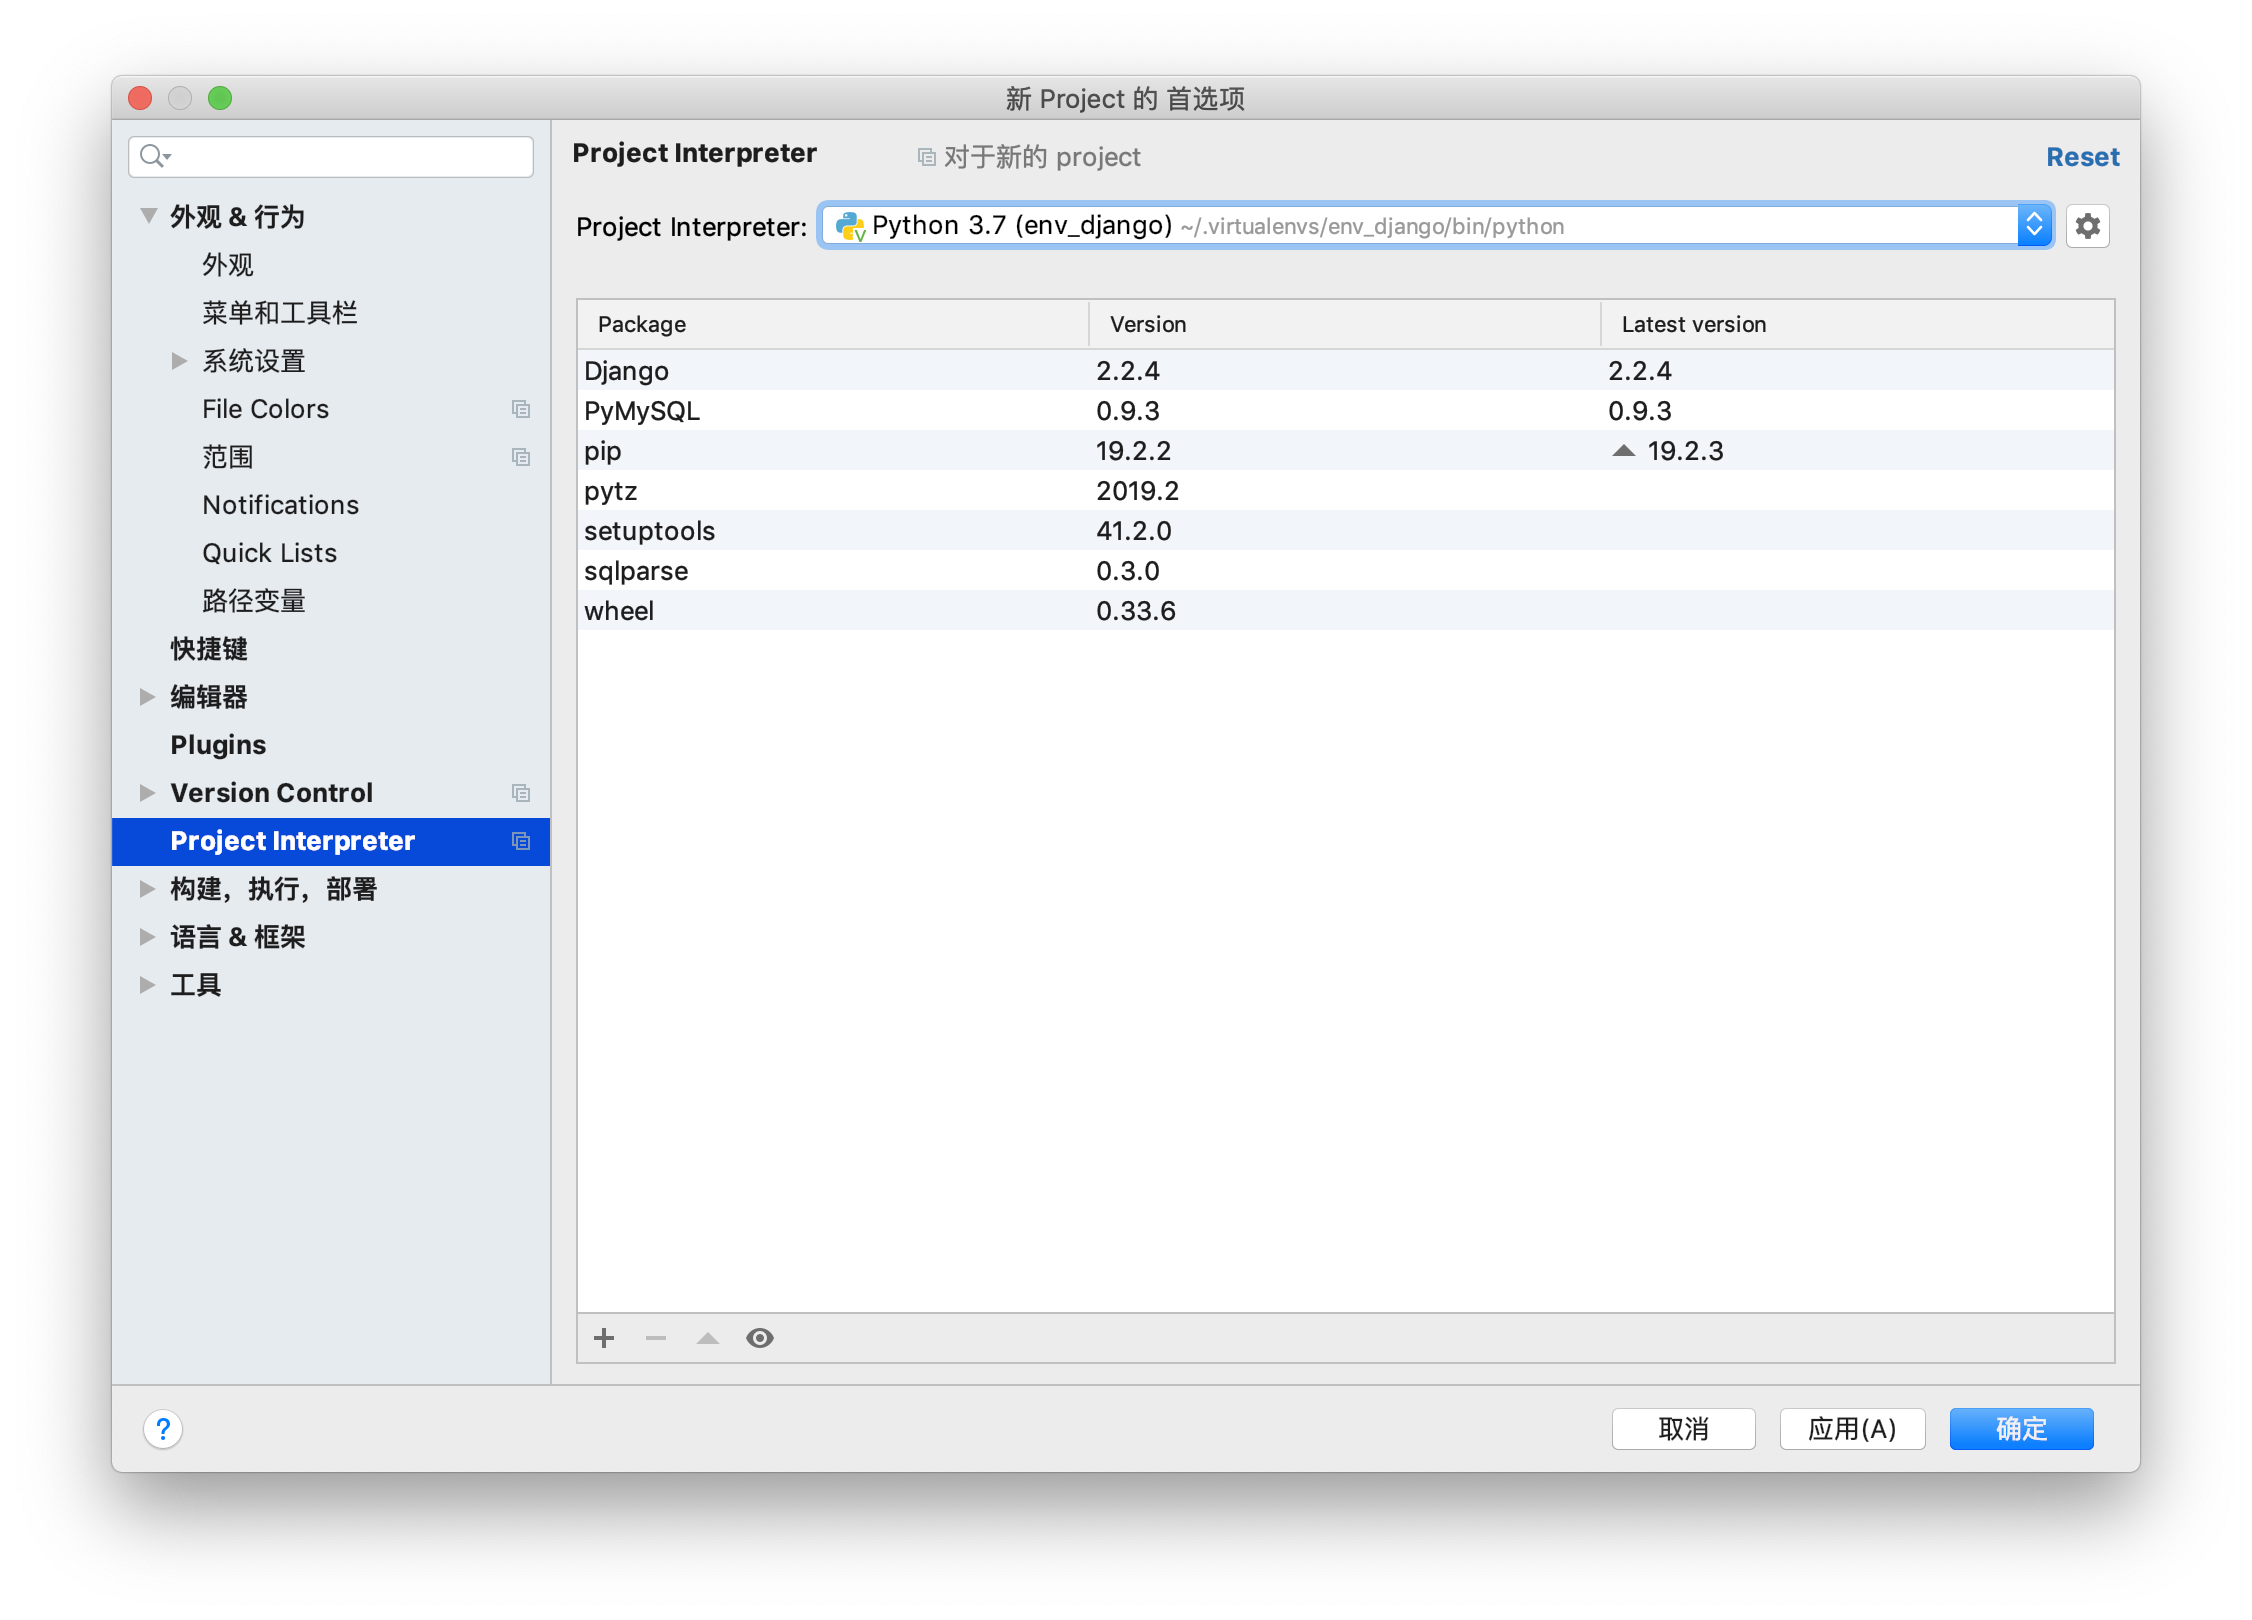 新 Project 的 首选项
外观 & 行为
外观
菜单和工具栏
系统设置
File Colors
范围
Notifications
Quick Lists
路径变量
快捷键
编辑器
Plugins
Version Control
Project Interpreter
构建，执行，部署
语言 & 框架
工具
Project Interpreter 对于新的 project Reset
Project Interpreter: Python 3.7 (env_django) ~/.virtualenvs/env_django/bin/python
Package Version Latest version
Django 2.2.4 2.2.4
PyMySQL 0.9.3 0.9.3
pip 19.2.2 19.2.3
pytz 2019.2
setuptools 41.2.0
sqlparse 0.3.0
wheel 0.33.6
? 取消 应用(A) 确定